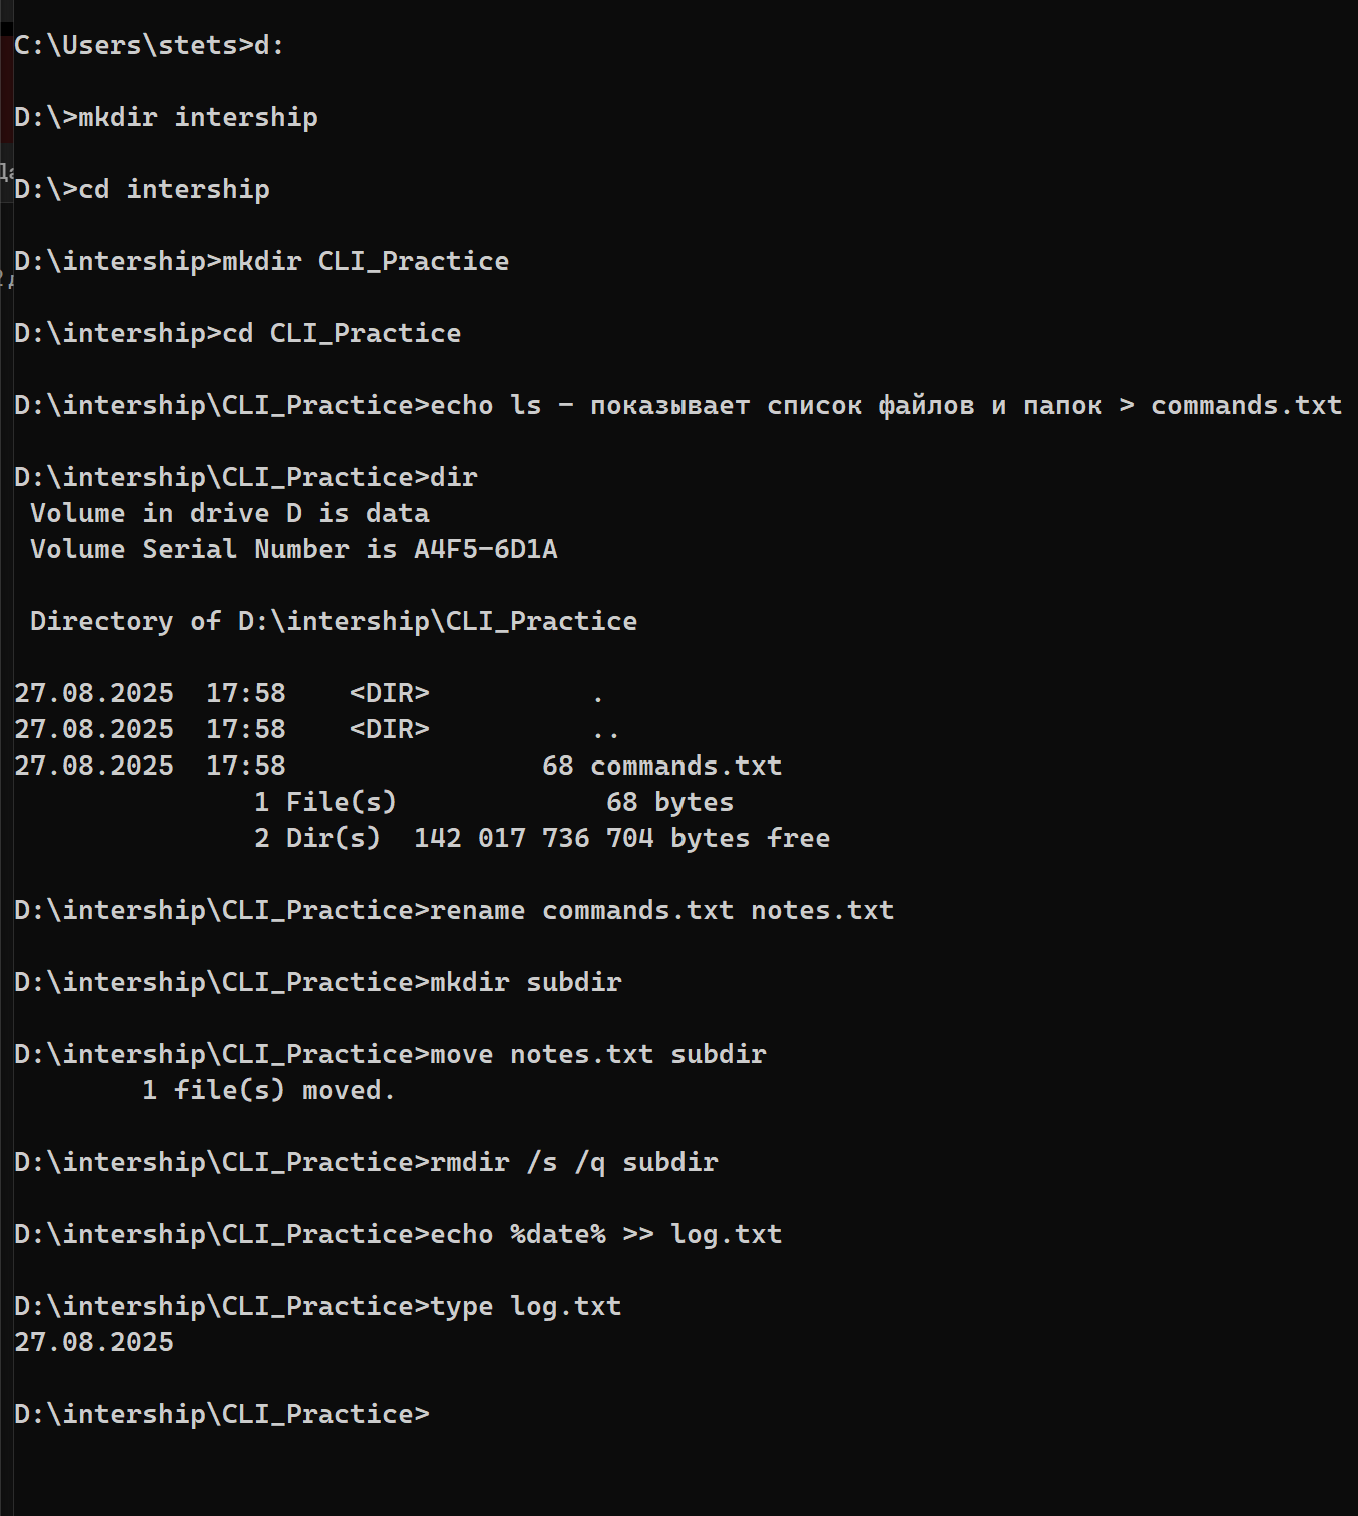 C:\Users\stets>d:
D:\>mkdir intership
D:\>cd intership
D:\intership>mkdir CLI_Practice
D:\intership>cd CLI_Practice
D:\intership\CLI_Practice>echo ls - показывает список файлов и папок > commands.txt
D:\intership\CLI_Practice>dir
 Volume in drive D is data
 Volume Serial Number is A4F5-6D1A
 Directory of D:\intership\CLI_Practice
27.08.2025  17:58    <DIR>          .
27.08.2025  17:58    <DIR>          ..
27.08.2025  17:58                68 commands.txt
               1 File(s)             68 bytes
               2 Dir(s)  142 017 736 704 bytes free
D:\intership\CLI_Practice>rename commands.txt notes.txt
D:\intership\CLI_Practice>mkdir subdir
D:\intership\CLI_Practice>move notes.txt subdir
        1 file(s) moved.
D:\intership\CLI_Practice>rmdir /s /q subdir
D:\intership\CLI_Practice>echo %date% >> log.txt
D:\intership\CLI_Practice>type log.txt
27.08.2025
D:\intership\CLI_Practice>